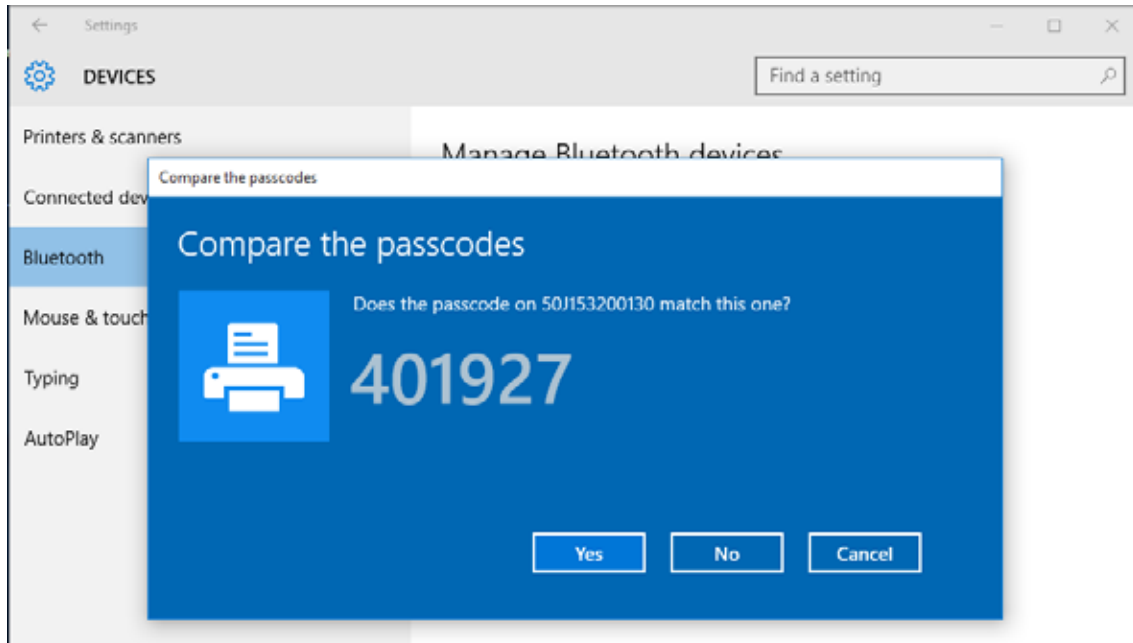 Settings
DEVICES
Find a setting
Printers & scanners
Manage Bluetooth devices
Compare the passcodes
Connected dev
Compare the passcodes
Bluetooth
Does the passcode on 50J153200130 match this one?
Mouse & touch
401927
Typing
AutoPlay
Yes No Cancel